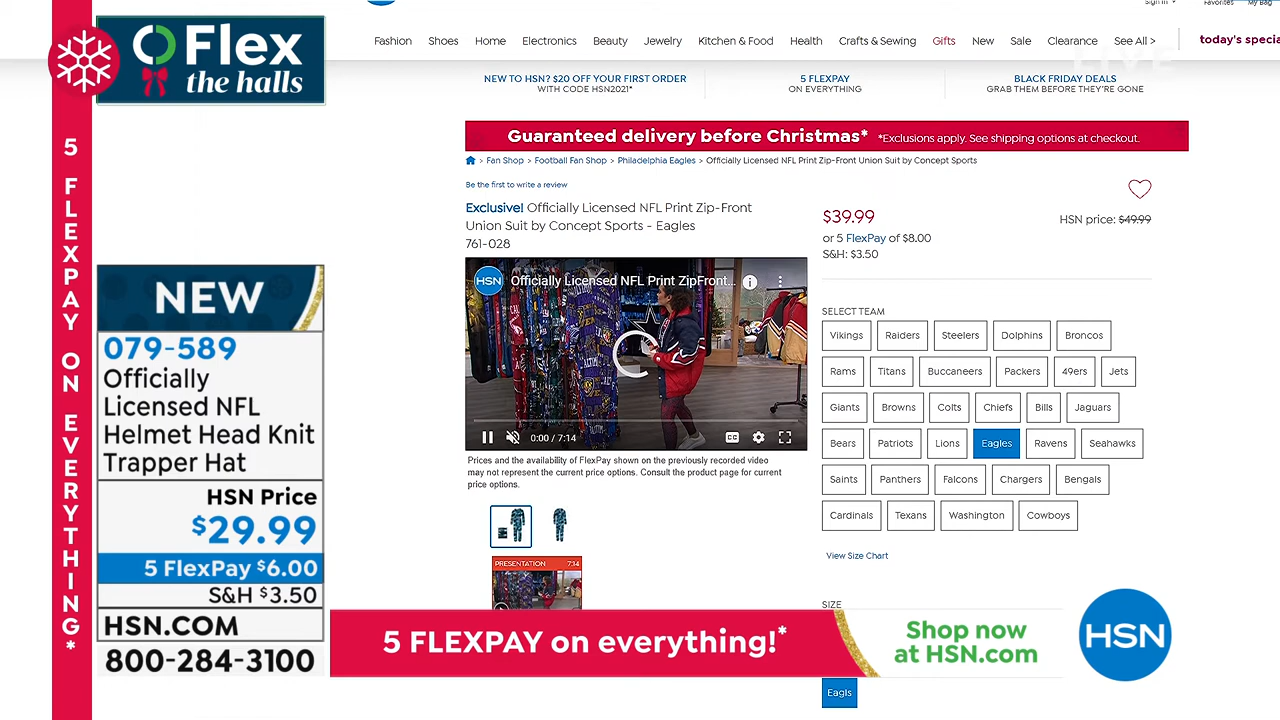 Flex
the halls
5 FLEXPAY ON EVERYTHING*
NEW
079-589
Officially
Licensed NFL
Helmet Head Knit
Trapper Hat
HSN Price
$29.99
5 FlexPay $6.00
S&H $3.50
HSN.COM
800-284-3100
Sign In
Favorites
My Bag
Fashion Shoes Home Electronics Beauty Jewelry Kitchen & Food Health Crafts & Sewing Gifts New Sale Clearance See All >
today's specia
LIVE
NEW TO HSN? $20 OFF YOUR FIRST ORDER
WITH CODE HSN2021*
5 FLEXPAY
ON EVERYTHING
BLACK FRIDAY DEALS
GRAB THEM BEFORE THEY'RE GONE
Guaranteed delivery before Christmas* *Exclusions apply. See shipping options at checkout.
> Fan Shop > Football Fan Shop > Philadelphia Eagles > Officially Licensed NFL Print Zip-Front Union Suit by Concept Sports
Be the first to write a review
Exclusive! Officially Licensed NFL Print Zip-Front
Union Suit by Concept Sports - Eagles
761-028
HSN Officially Licensed NFL Print ZipFront...
0:00 / 7:14
CC
Prices and the availability of FlexPay shown on the previously recorded video
may not represent the current price options. Consult the product page for current
price options.
PRESENTATION 7:14
$39.99
HSN price: $49.99
or 5 FlexPay of $8.00
S&H: $3.50
SELECT TEAM
Vikings Raiders Steelers Dolphins Broncos
Rams Titans Buccaneers Packers 49ers Jets
Giants Browns Colts Chiefs Bills Jaguars
Bears Patriots Lions Eagles Ravens Seahawks
Saints Panthers Falcons Chargers Bengals
Cardinals Texans Washington Cowboys
View Size Chart
SIZE
Eagls
5 FLEXPAY on everything!*
Shop now
at HSN.com
HSN